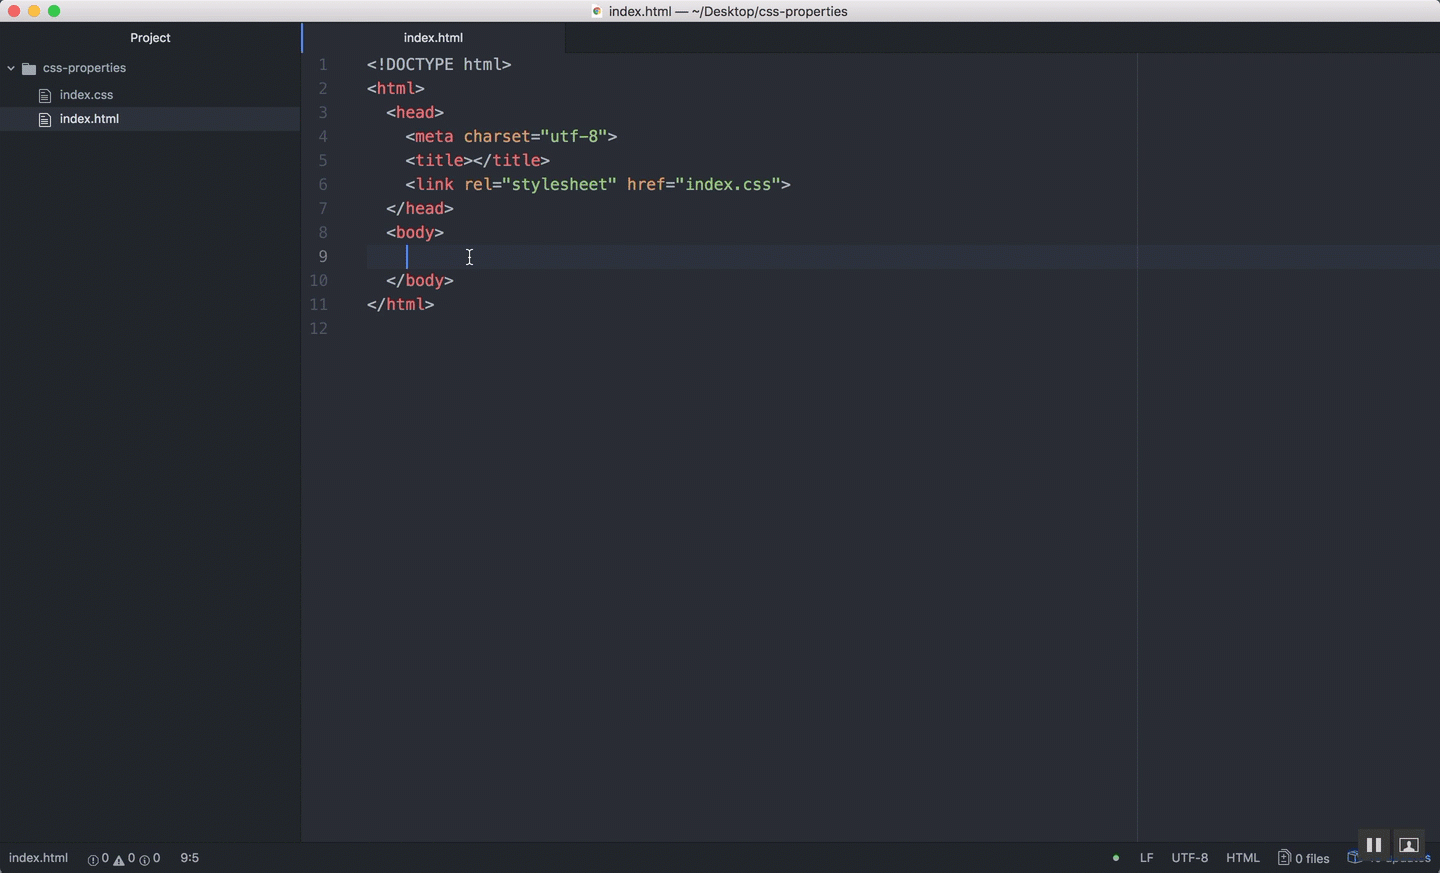 index.html — ~/Desktop/css-properties
Project
index.html
css-properties
index.css
index.html
1 <!DOCTYPE html>
2 <html>
3 <head>
4 <meta charset="utf-8">
5 <title></title>
6 <link rel="stylesheet" href="index.css">
7 </head>
8 <body>
9
10 </body>
11 </html>
12
index.html 0 0 0 9:5 LF UTF-8 HTML 0 files